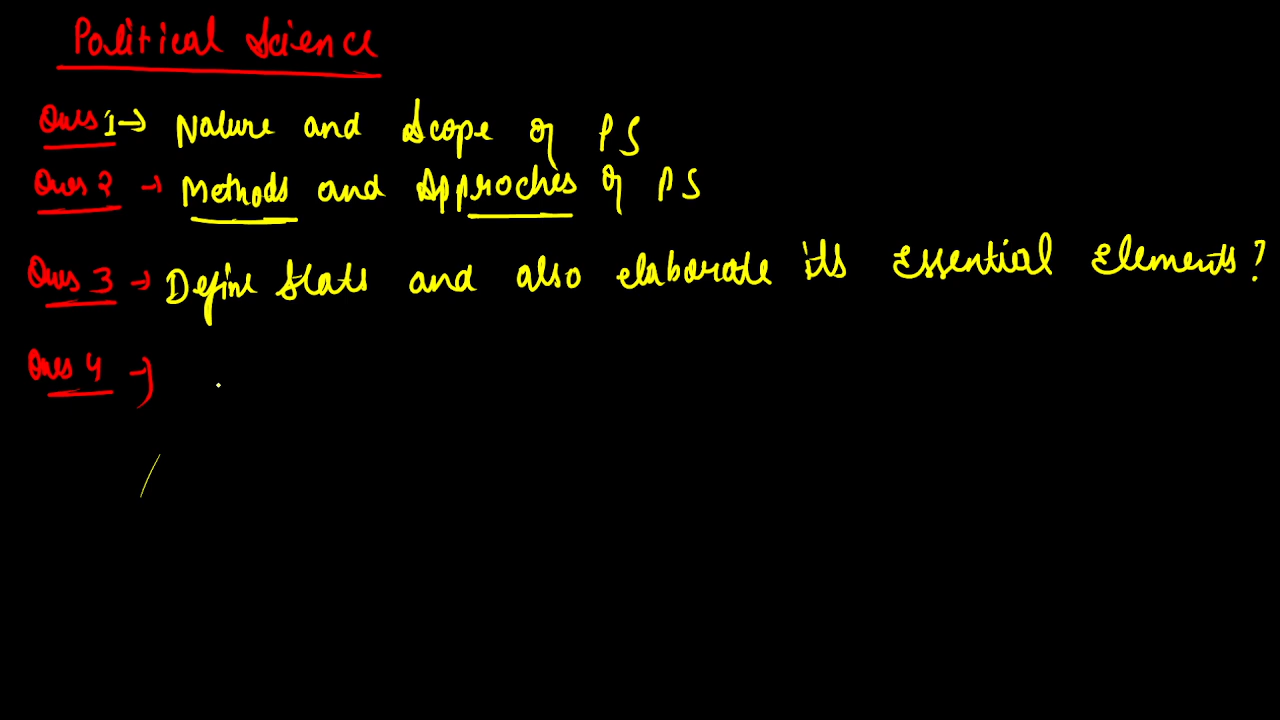 Political Science
Ques 1→ Nature and Scope of PS
Ques 2 → Methods and Approches of PS
Ques 3 → Define State and also elaborate its Essential Elements?
Ques 4 →